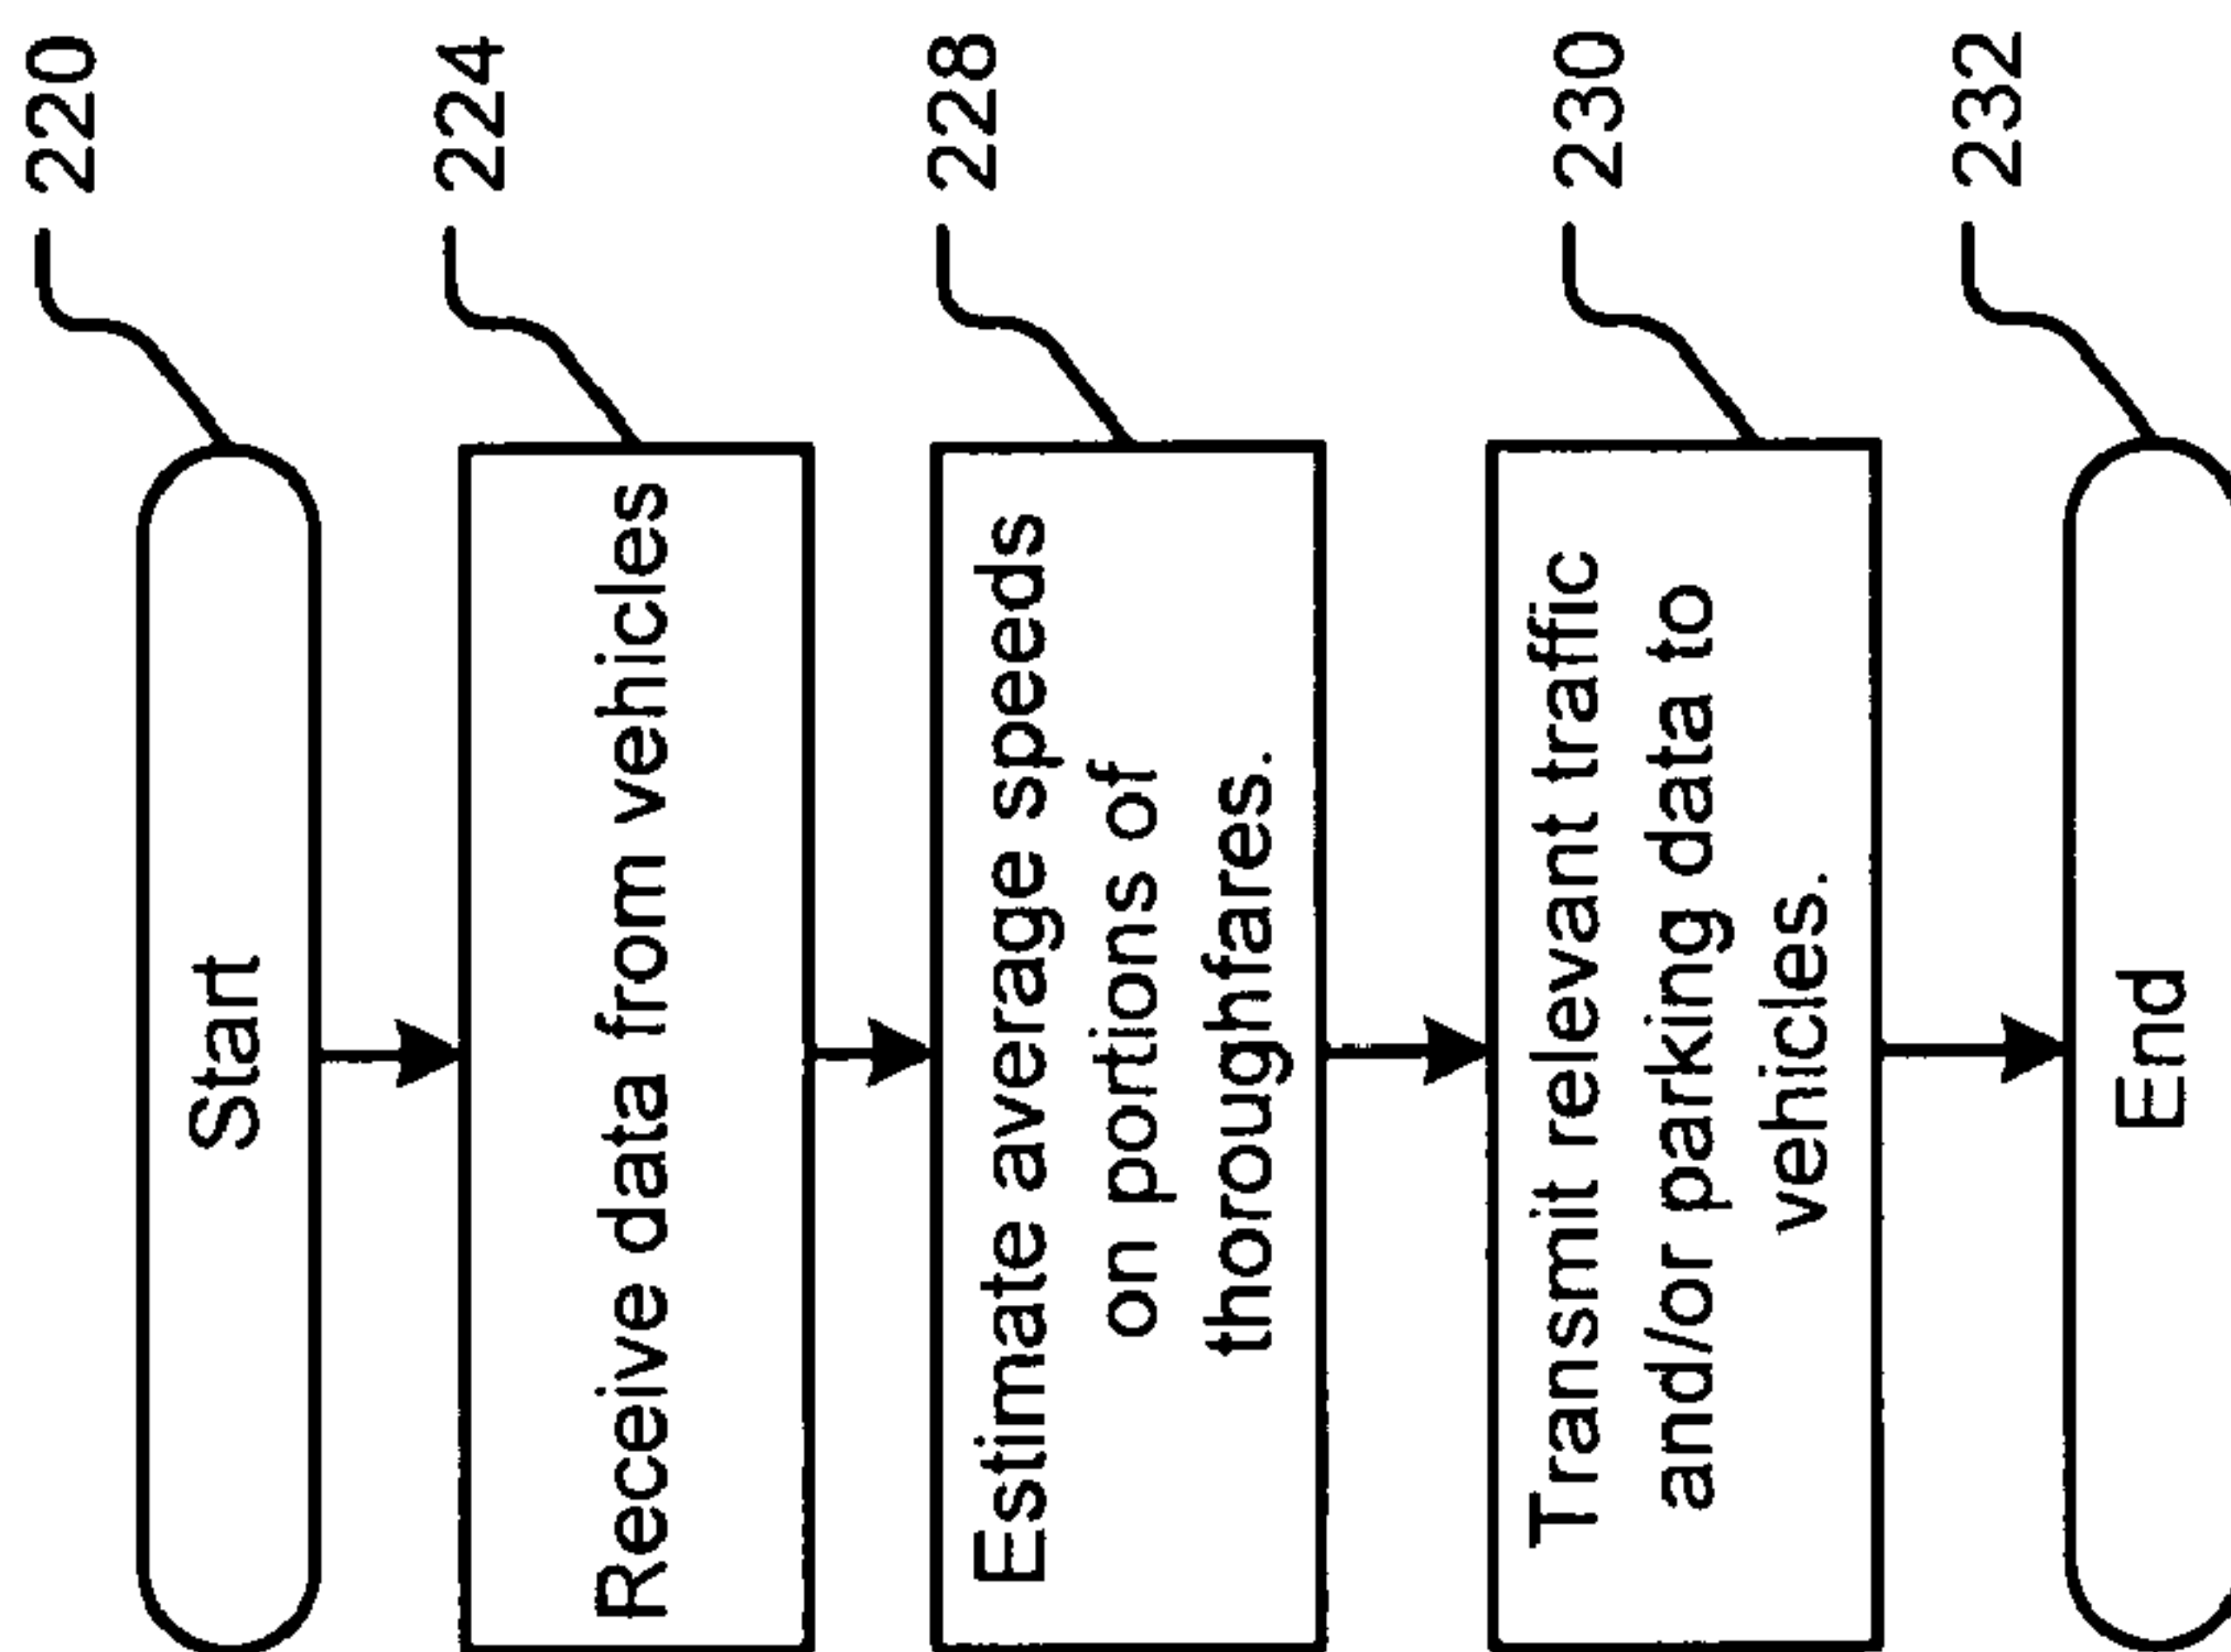 Start
220
Receive data from vehicles
224
Estimate average speeds
on portions of
thoroughfares.
228
Transmit relevant traffic
and/or parking data to
vehicles.
230
End
232